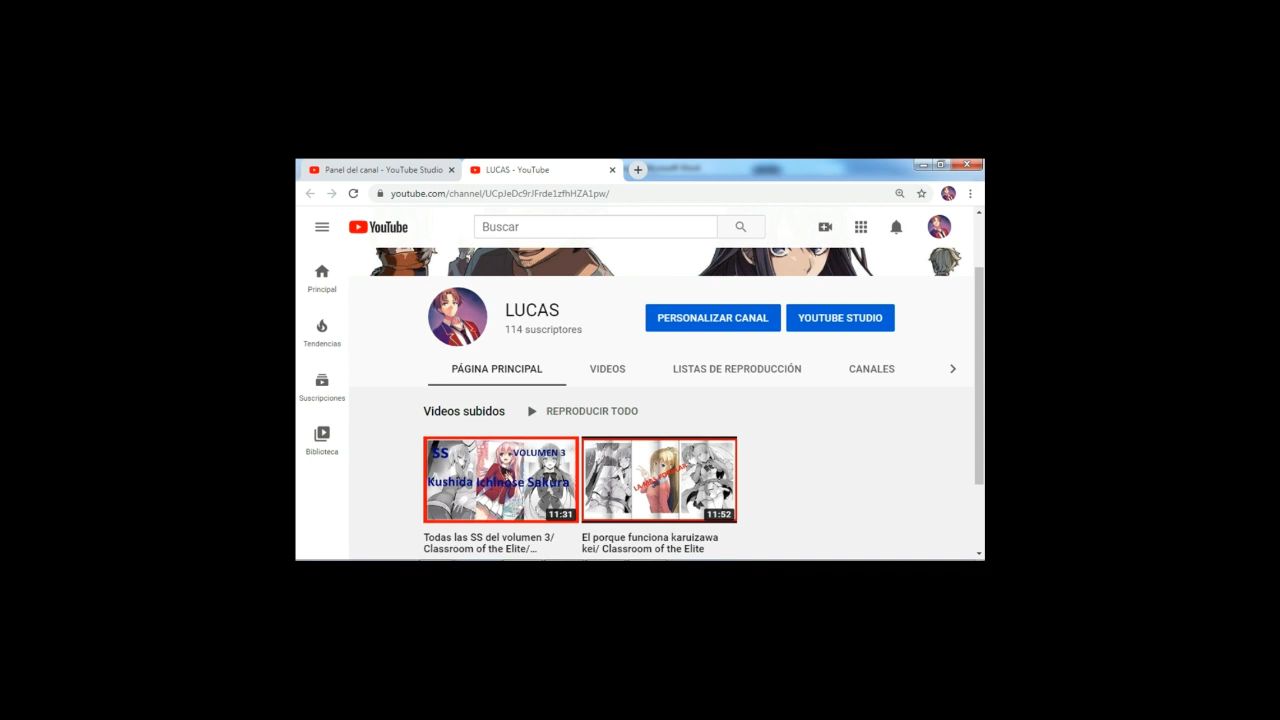 Panel del canal - YouTube Studio
LUCAS - YouTube
youtube.com/channel/UCpJeDc9rJFrde1zfhHZA1pw/
YouTube
Buscar
Principal
Tendencias
Suscripciones
Biblioteca
LUCAS
114 suscriptores
PERSONALIZAR CANAL
YOUTUBE STUDIO
PÁGINA PRINCIPAL
VIDEOS
LISTAS DE REPRODUCCIÓN
CANALES
Videos subidos
REPRODUCIR TODO
SS
VOLUMEN 3
Kushida Ichinose Sakura
11:31
LA MAS POPULAR
11:52
Todas las SS del volumen 3/
Classroom of the Elite/...
El porque funciona karuizawa
kei/ Classroom of the Elite